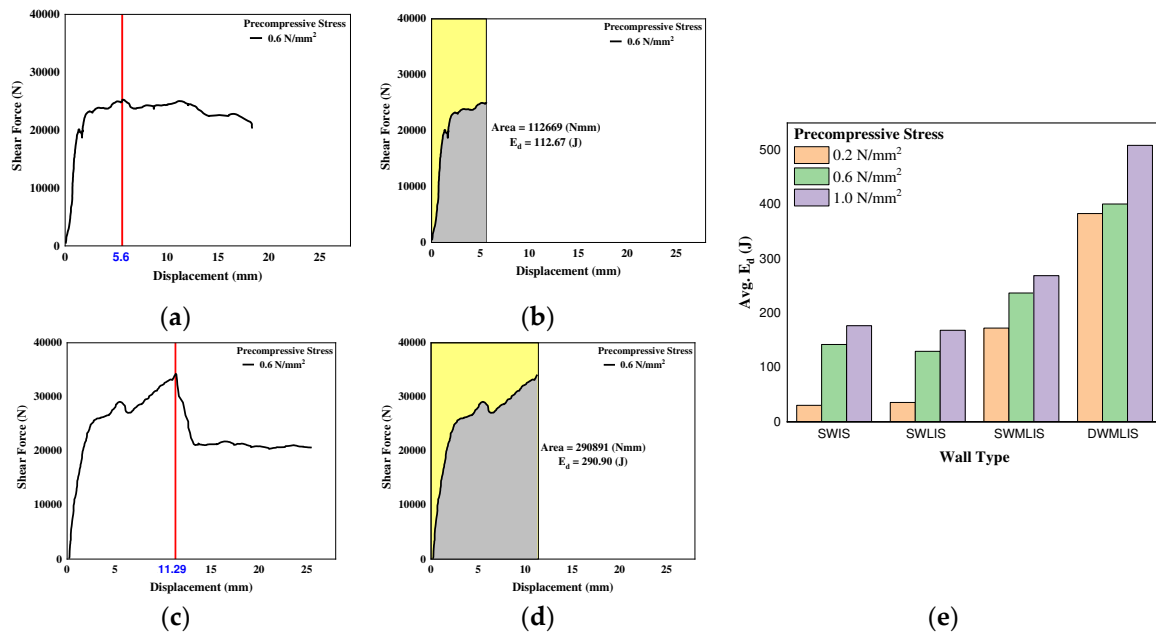 40000
30000
20000
10000
0
Shear Force (N)
Precompressive Stress
0.6 N/mm²
0
5.6
10
15
20
25
Displacement (mm)
(a)
40000
30000
20000
10000
0
Shear Force (N)
Precompressive Stress
0.6 N/mm²
Area = 112669 (Nmm)
E_d = 112.67 (J)
0
5
10
15
20
25
Displacement (mm)
(b)
40000
30000
20000
10000
0
Shear Force (N)
Precompressive Stress
0.6 N/mm²
0
5
11.29
15
20
25
Displacement (mm)
(c)
40000
30000
20000
10000
0
Shear Force (N)
Precompressive Stress
0.6 N/mm²
Area = 290891 (Nmm)
E_d = 290.90 (J)
0
5
10
15
20
25
Displacement (mm)
(d)
Precompressive Stress
0.2 N/mm²
0.6 N/mm²
1.0 N/mm²
500
400
300
200
100
0
Avg. E_d (J)
SWIS
SWLIS
SWMLIS
DWMLIS
Wall Type
(e)